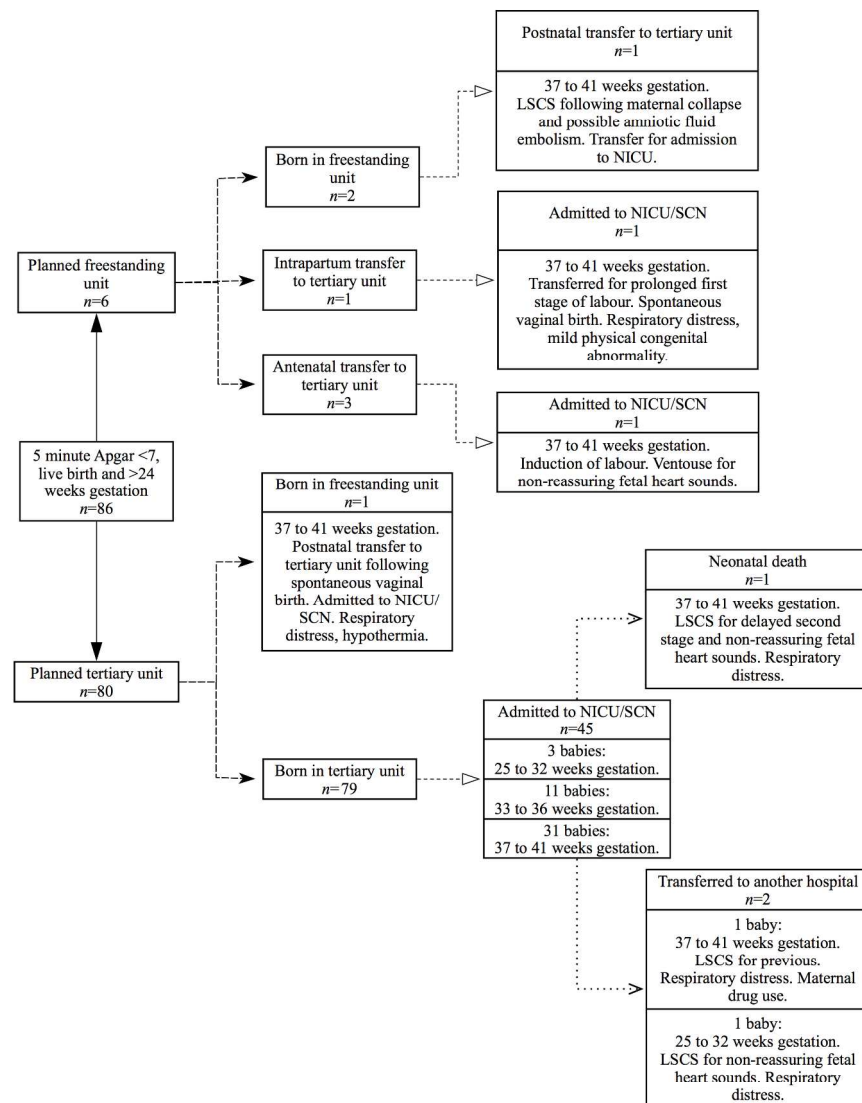 Postnatal transfer to tertiary unit
n=1
37 to 41 weeks gestation.
LSCS following maternal collapse
and possible amniotic fluid
embolism. Transfer for admission
to NICU.
Born in freestanding
unit
n=2
Admitted to NICU/SCN
n=1
37 to 41 weeks gestation.
Transferred for prolonged first
stage of labour. Spontaneous
vaginal birth. Respiratory distress,
mild physical congenital
abnormality.
Planned freestanding
unit
n=6
Intrapartum transfer
to tertiary unit
n=1
Antenatal transfer to
tertiary unit
n=3
Admitted to NICU/SCN
n=1
37 to 41 weeks gestation.
Induction of labour. Ventouse for
non-reassuring fetal heart sounds.
5 minute Apgar <7,
live birth and >24
weeks gestation
n=86
Born in freestanding unit
n=1
37 to 41 weeks gestation.
Postnatal transfer to
tertiary unit following
spontaneous vaginal
birth. Admitted to NICU/
SCN. Respiratory
distress, hypothermia.
Neonatal death
n=1
37 to 41 weeks gestation.
LSCS for delayed second
stage and non-reassuring fetal
heart sounds. Respiratory
distress.
Planned tertiary unit
n=80
Born in tertiary unit
n=79
Admitted to NICU/SCN
n=45
3 babies:
25 to 32 weeks gestation.
11 babies:
33 to 36 weeks gestation.
31 babies:
37 to 41 weeks gestation.
Transferred to another hospital
n=2
1 baby:
37 to 41 weeks gestation.
LSCS for previous.
Respiratory distress. Maternal
drug use.
1 baby:
25 to 32 weeks gestation.
LSCS for non-reassuring fetal
heart sounds. Respiratory
distress.